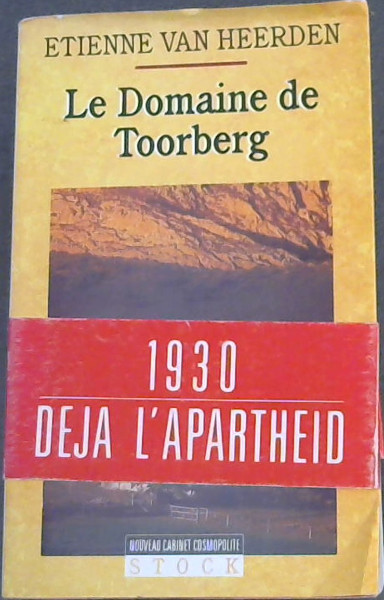 ETIENNE VAN HEERDEN
Le Domaine de
Toorberg
1930
DEJA L'APARTHEID
NOUVEAU CABINET COSMOPOLITE
STOCK